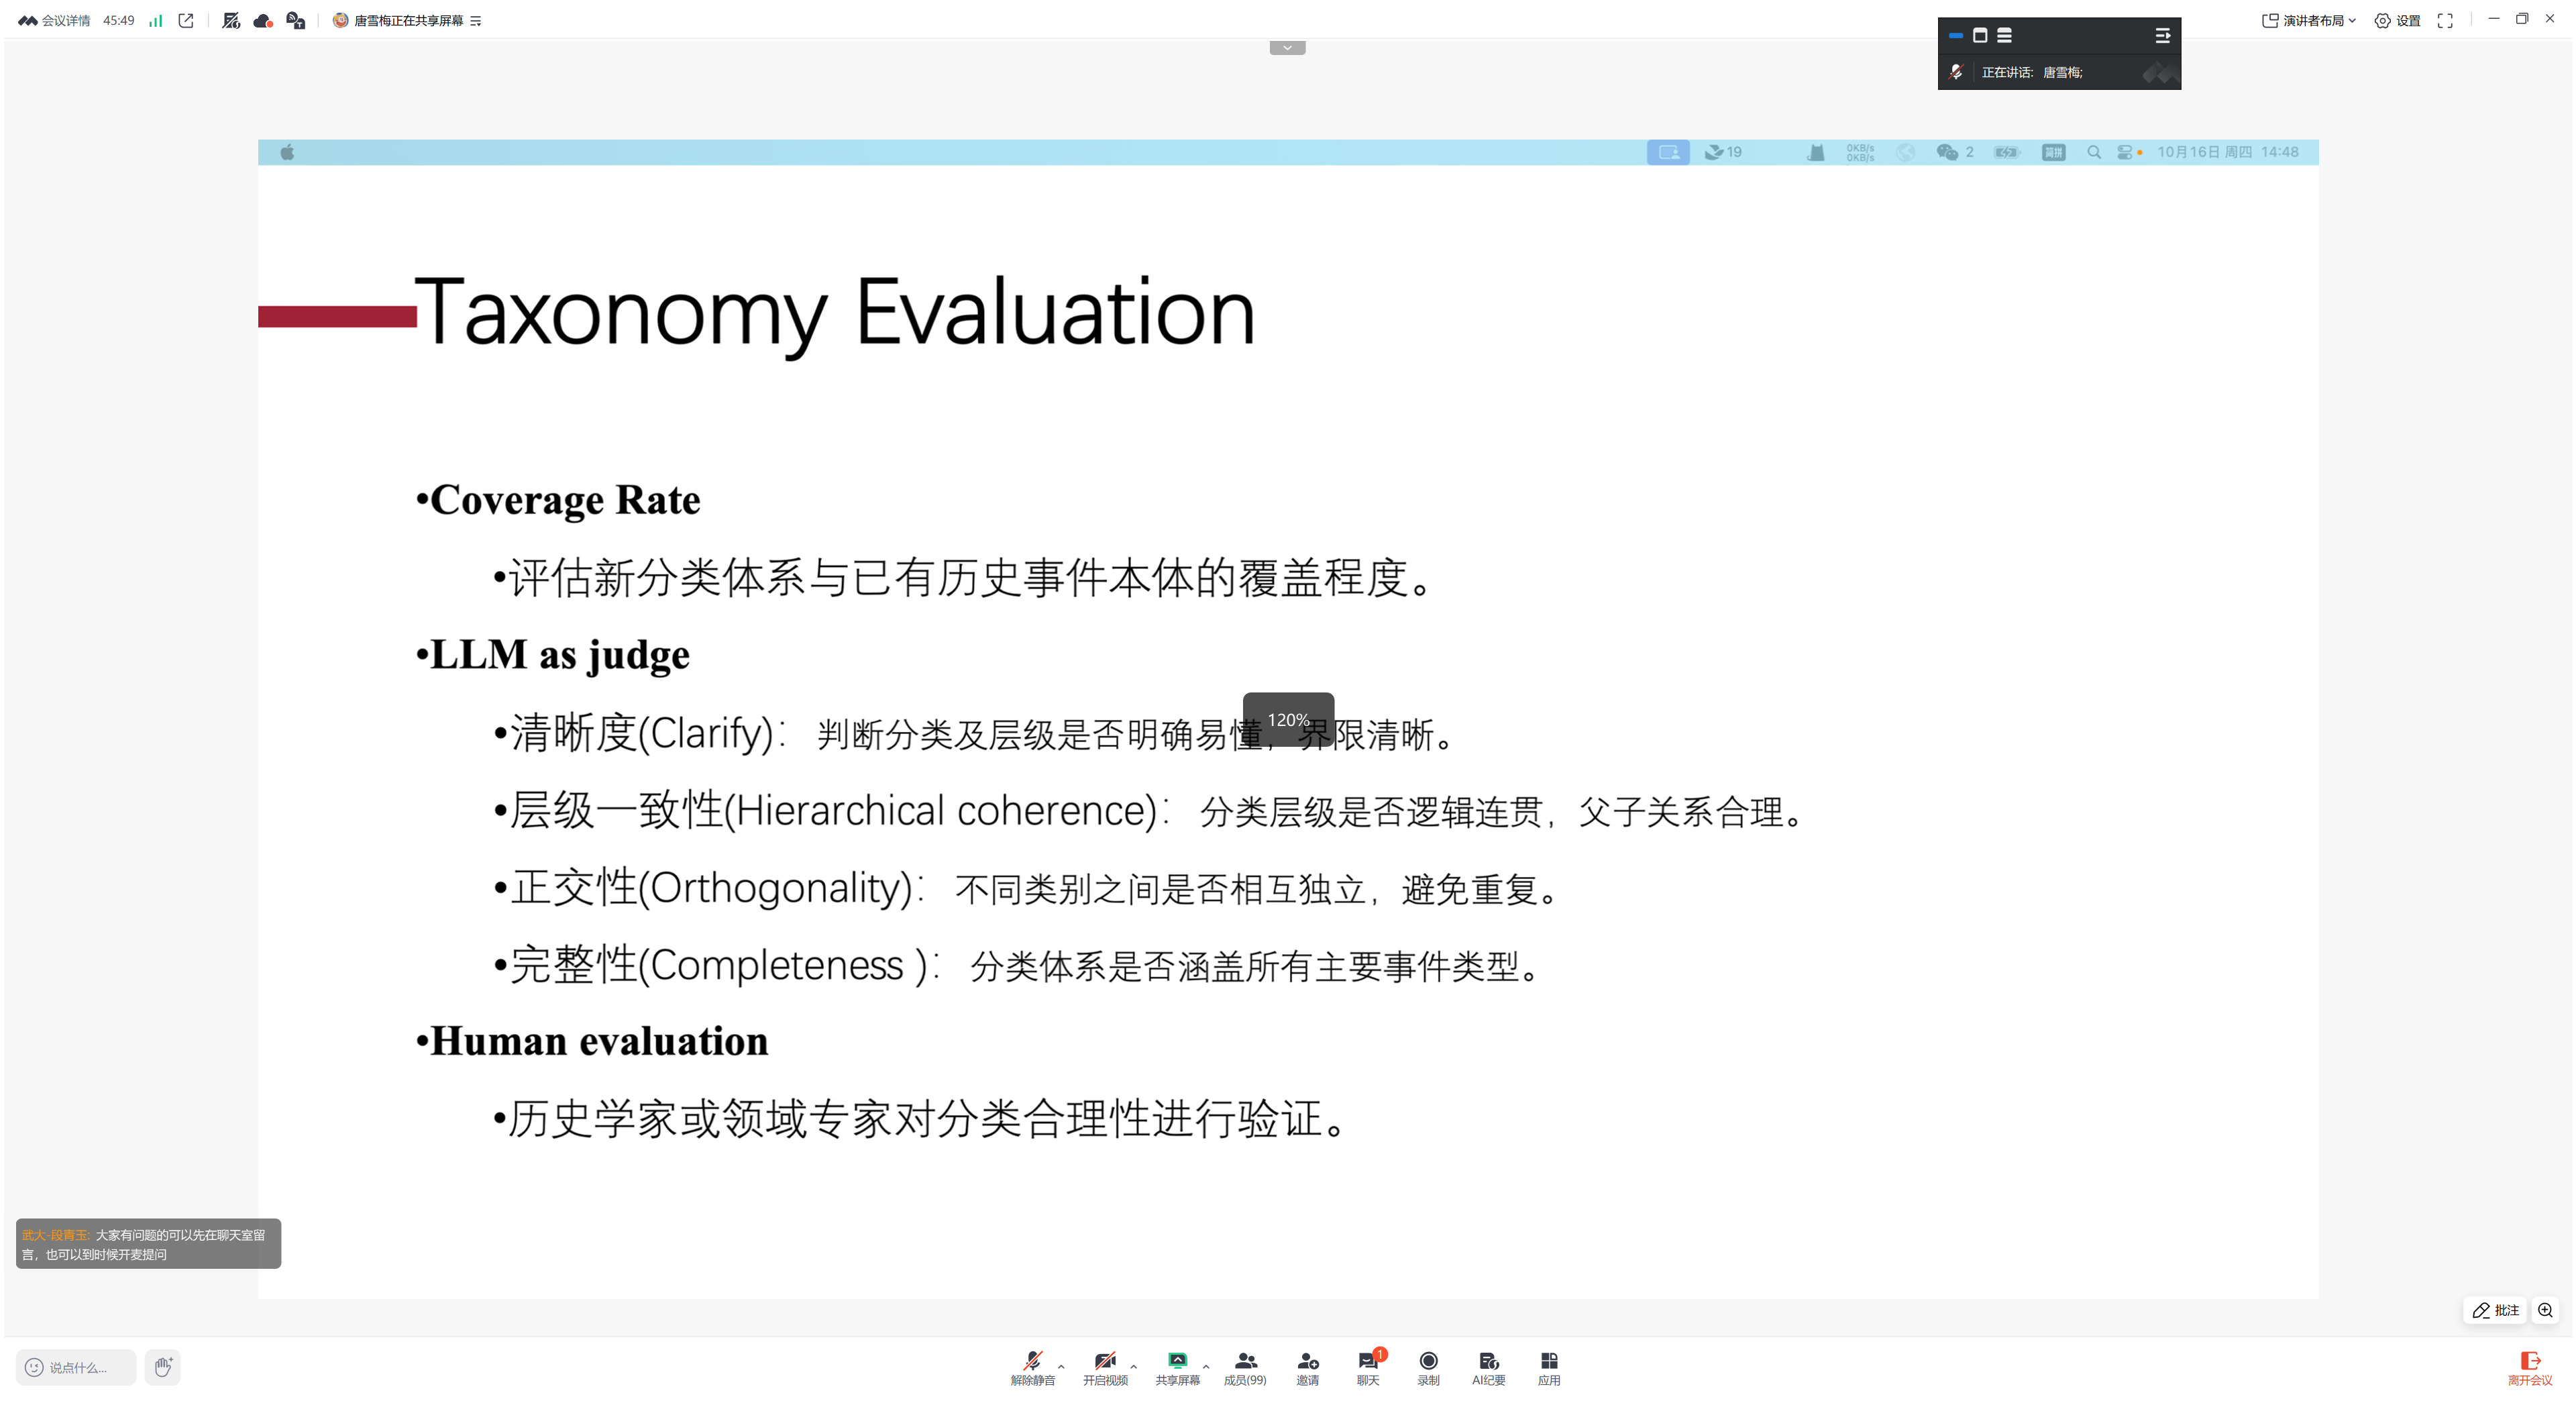 会议详情 45:49 唐雪梅正在共享屏幕 演讲者布局 设置
正在讲话: 唐雪梅;
19 0KB/s 0KB/s 2 简拼 10月16日 周四 14:48
Taxonomy Evaluation
•Coverage Rate
•评估新分类体系与已有历史事件本体的覆盖程度。
•LLM as judge
120%
•清晰度(Clarify): 判断分类及层级是否明确易懂，界限清晰。
•层级一致性(Hierarchical coherence): 分类层级是否逻辑连贯，父子关系合理。
•正交性(Orthogonality): 不同类别之间是否相互独立，避免重复。
•完整性(Completeness ): 分类体系是否涵盖所有主要事件类型。
•Human evaluation
•历史学家或领域专家对分类合理性进行验证。
武大-段青玉: 大家有问题的可以先在聊天室留
言，也可以到时候开麦提问
批注
说点什么... 解除静音 开启视频 共享屏幕 成员(99) 邀请 聊天 1 录制 AI纪要 应用 离开会议